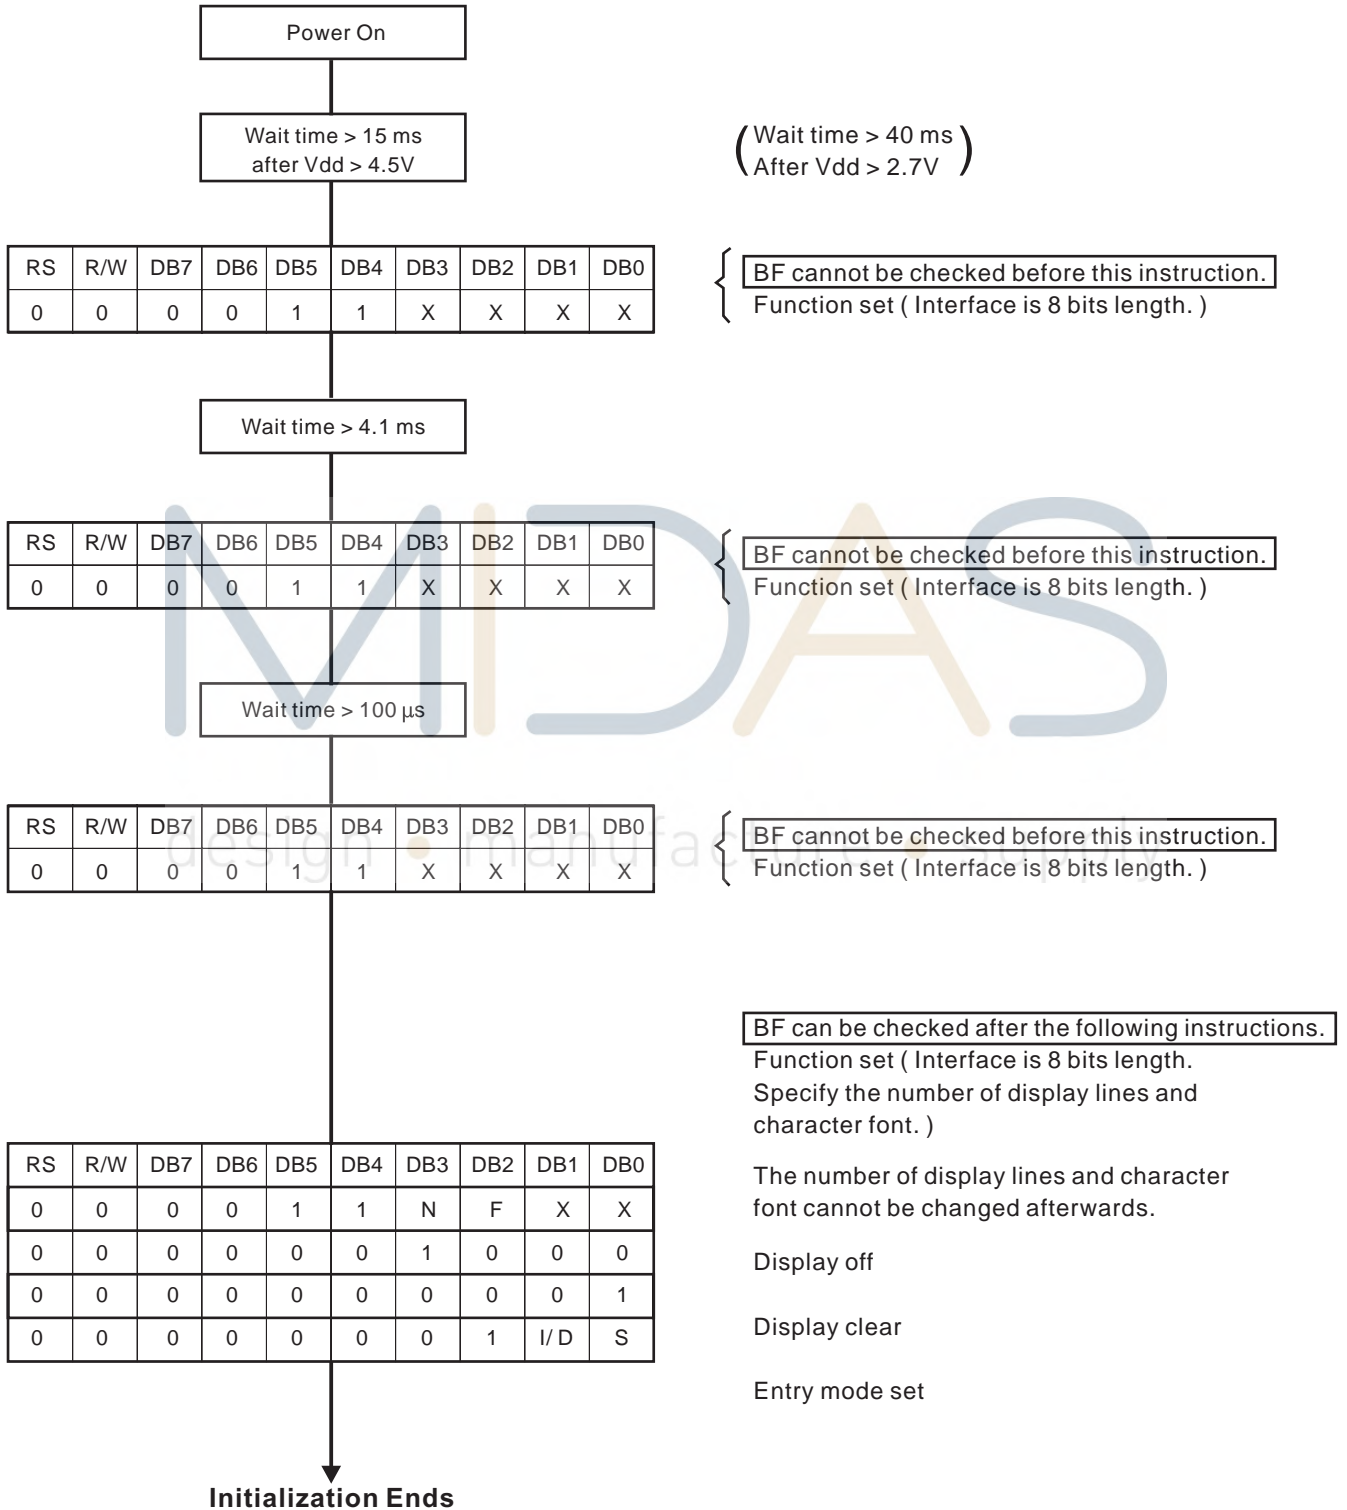 Power On
Wait time > 15 ms
after Vdd > 4.5V
(Wait time > 40 ms
After Vdd > 2.7V)
RS R/W DB7 DB6 DB5 DB4 DB3 DB2 DB1 DB0
0 0 0 0 1 1 X X X X
BF cannot be checked before this instruction.
Function set ( Interface is 8 bits length. )
Wait time > 4.1 ms
RS R/W DB7 DB6 DB5 DB4 DB3 DB2 DB1 DB0
0 0 0 0 1 1 X X X X
BF cannot be checked before this instruction.
Function set ( Interface is 8 bits length. )
MIDAS
Wait time > 100 µs
RS R/W DB7 DB6 DB5 DB4 DB3 DB2 DB1 DB0
0 0 0 0 1 1 X X X X
design • manufacture • supply
BF cannot be checked before this instruction.
Function set ( Interface is 8 bits length. )
BF can be checked after the following instructions.
Function set ( Interface is 8 bits length.
Specify the number of display lines and
character font. )
RS R/W DB7 DB6 DB5 DB4 DB3 DB2 DB1 DB0
0 0 0 0 1 1 N F X X
0 0 0 0 0 0 1 0 0 0
0 0 0 0 0 0 0 0 0 1
0 0 0 0 0 0 0 1 I/ D S
The number of display lines and character
font cannot be changed afterwards.
Display off
Display clear
Entry mode set
Initialization Ends